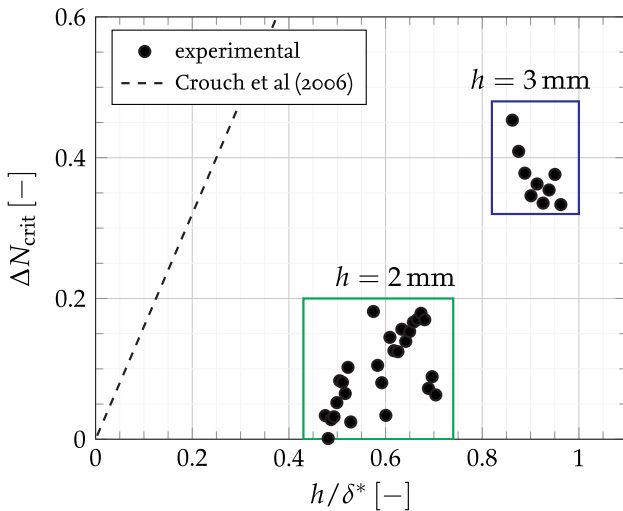 0.6
experimental
Crouch et al (2006)
h = 3 mm
0.4
ΔN_crit [−]
h = 2 mm
0.2
0
0 0.2 0.4 0.6 0.8 1
h/δ* [−]